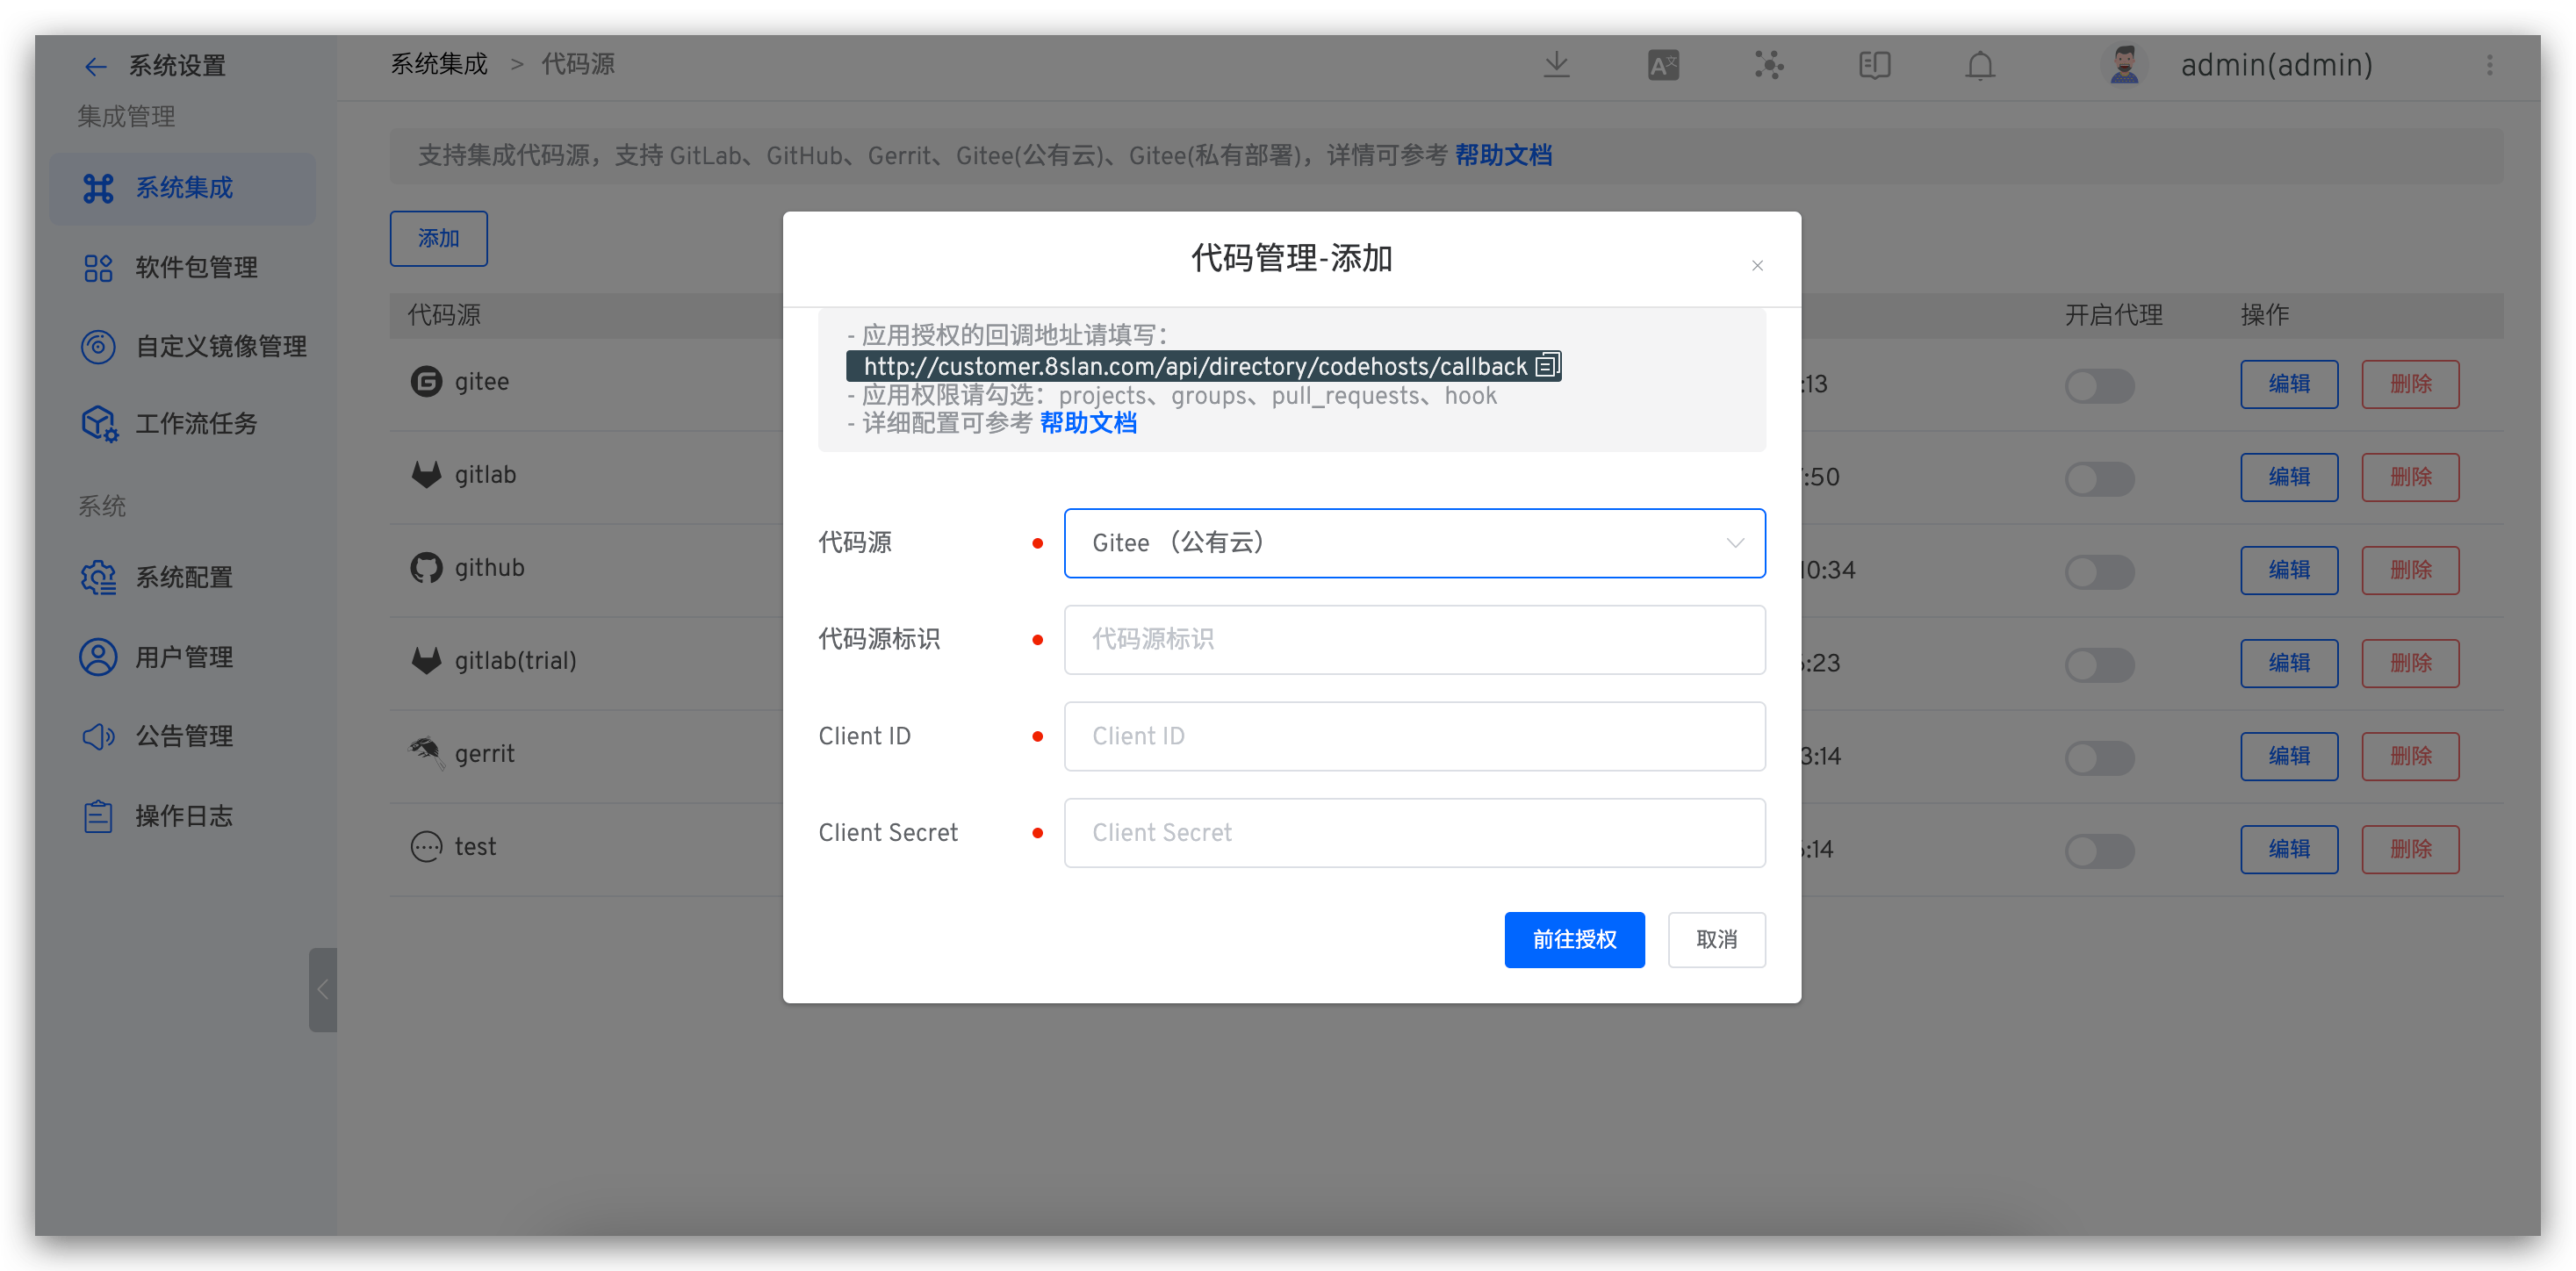 系统设置
集成管理
系统集成
软件包管理
自定义镜像管理
工作流任务
系统
系统配置
用户管理
公告管理
操作日志
系统集成 > 代码源
admin(admin)
支持集成代码源，支持 GitLab、GitHub、Gerrit、Gitee(公有云)、Gitee(私有部署)，详情可参考 帮助文档
添加
代码源 开启代理 操作
gitee :13 编辑 删除
gitlab :50 编辑 删除
github 10:34 编辑 删除
gitlab(trial) :23 编辑 删除
gerrit 3:14 编辑 删除
test :14 编辑 删除
代码管理-添加
- 应用授权的回调地址请填写：
http://customer.8slan.com/api/directory/codehosts/callback
- 应用权限请勾选：projects、groups、pull_requests、hook
- 详细配置可参考 帮助文档
代码源 Gitee （公有云）
代码源标识 代码源标识
Client ID Client ID
Client Secret Client Secret
前往授权 取消